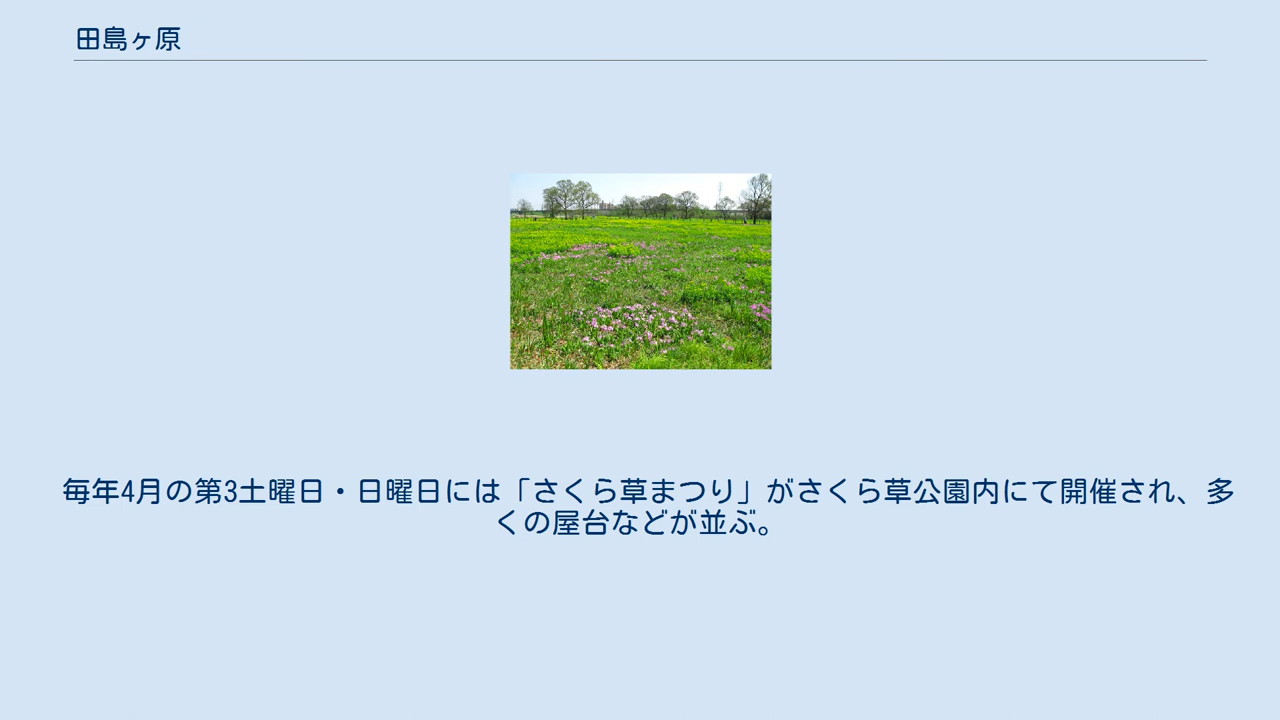 田島ヶ原
毎年4月の第3土曜日・日曜日には「さくら草まつり」がさくら草公園内にて開催され、多
くの屋台などが並ぶ。